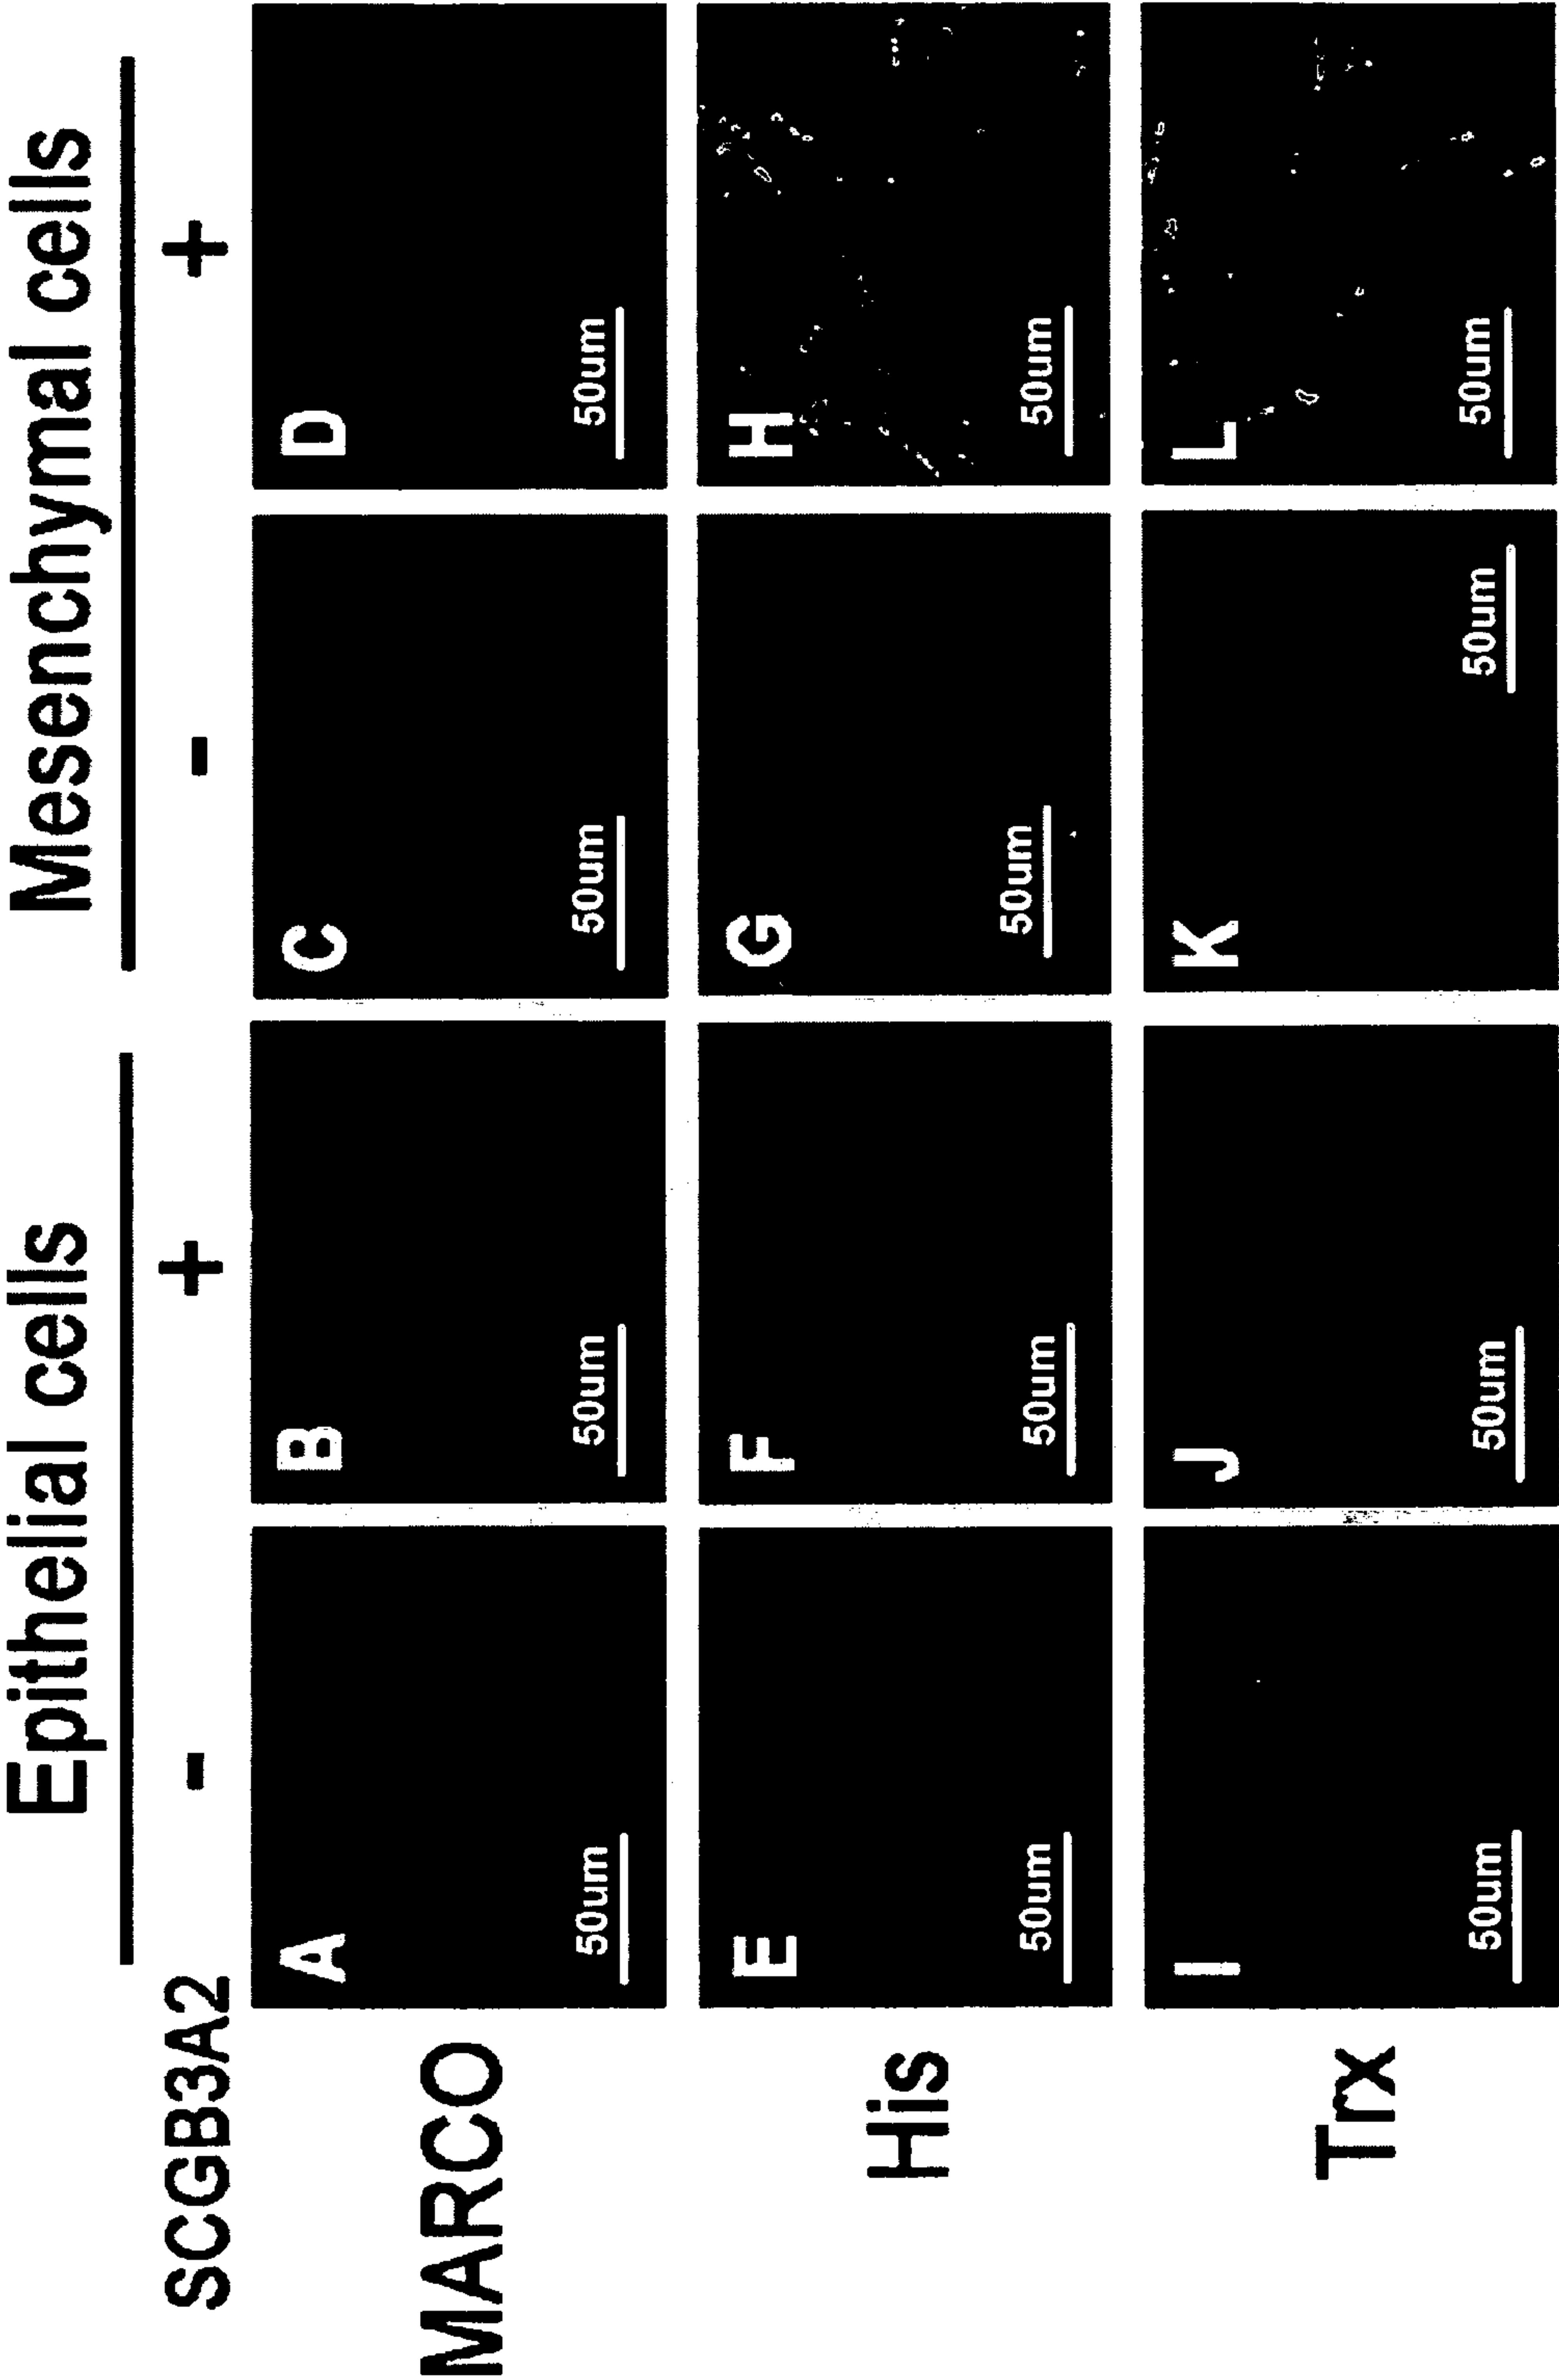 Epithelial cells Mesenchymal cells
SCGB3A2 - + - +
MARCO
A B C D
50um 50um 50um 50um
His
E F G H
50um 50um 50um 50um
Trx
I J K L
50um 50um 50um 50um